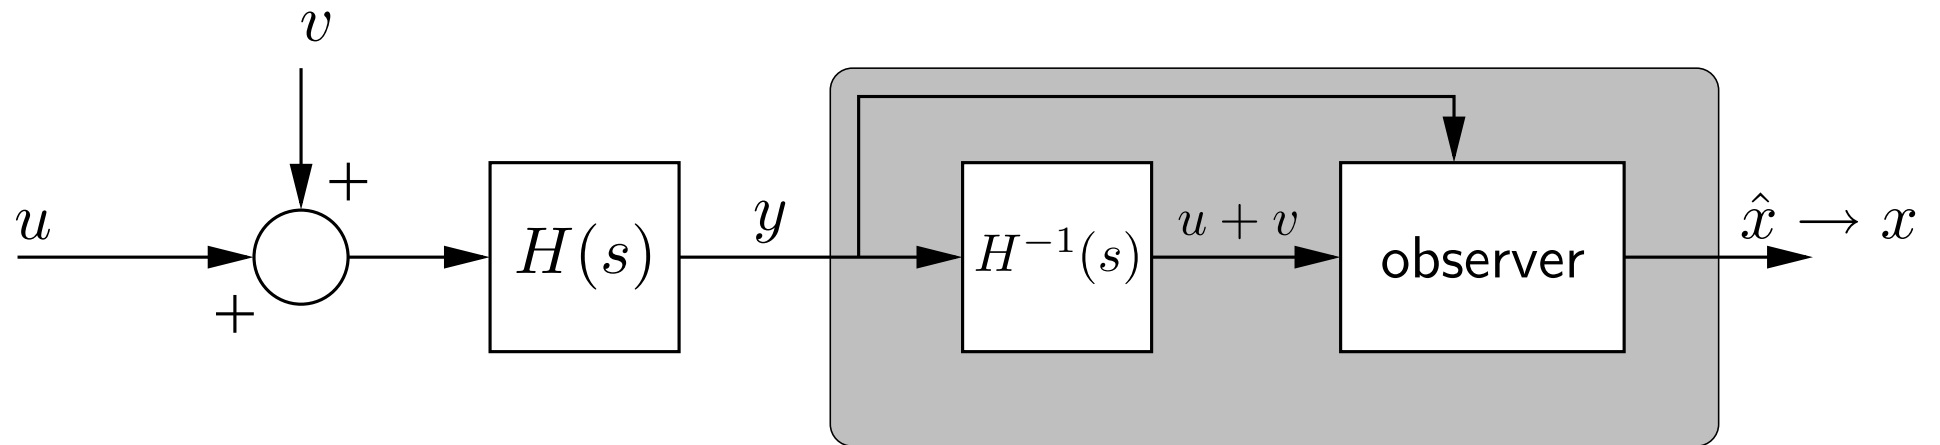 v
+
u
+
H(s)
y
H⁻¹(s)
u + v
observer
x̂ → x